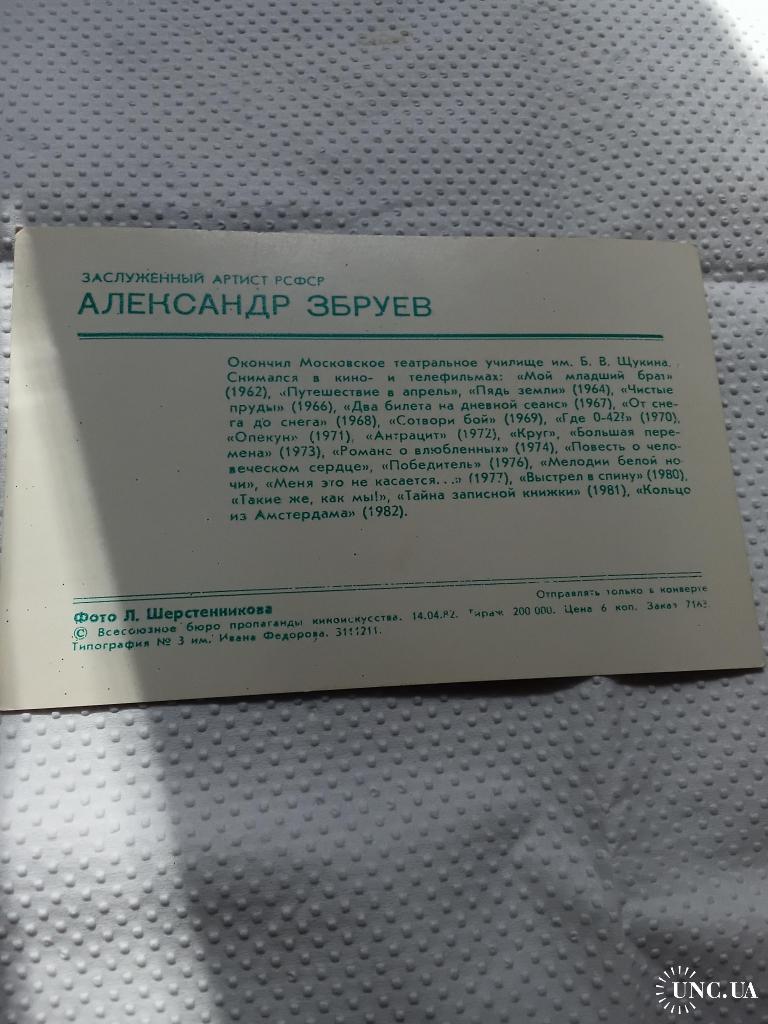 ЗАСЛУЖЕННЫЙ АРТИСТ РСФСР
АЛЕКСАНДР ЗБРУЕВ
Окончил Московское театральное училище им. Б. В. Щукина.
Снимался в кино- и телефильмах: «Мой младший брат»
(1962), «Путешествие в апрель», «Пядь земли» (1964), «Чистые
пруды» (1966), «Два билета на дневной сеанс» (1967), «От сне-
га до снега» (1968), «Сотвори бой» (1969), «Где 0-42?» (1970),
«Опекун» (1971), «Антрацит» (1972), «Круг», «Большая пере-
мена» (1973), «Романс о влюбленных» (1974), «Повесть о чело-
веческом сердце», «Победитель» (1976), «Мелодии белой но-
чи», «Меня это не касается...» (1977), «Выстрел в спину» (1980),
«Такие же, как мы!», «Тайна записной книжки» (1981), «Кольцо
из Амстердама» (1982).
Отправлять только в конверте
Фото Л. Шерстенникова
© Всесоюзное бюро пропаганды киноискусства. 14.04.82. Тираж 200 000. Цена 6 коп. Заказ
Типография № 3 им. Ивана Федорова. 3111211.
UNC.UA